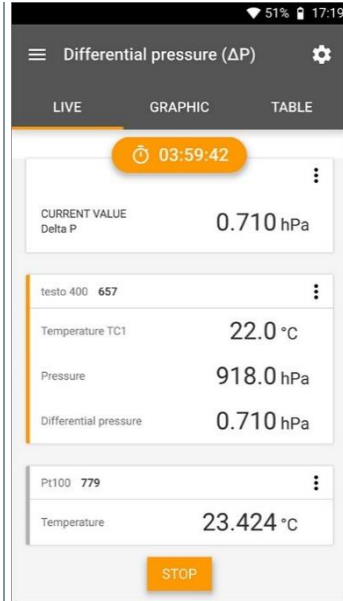 51% 17:19
Differential pressure (ΔP)
LIVE GRAPHIC TABLE
03:59:42
CURRENT VALUE
Delta P 0.710 hPa
testo 400 657
Temperature TC1 22.0 °C
Pressure 918.0 hPa
Differential pressure 0.710 hPa
Pt100 779
Temperature 23.424 °C
STOP